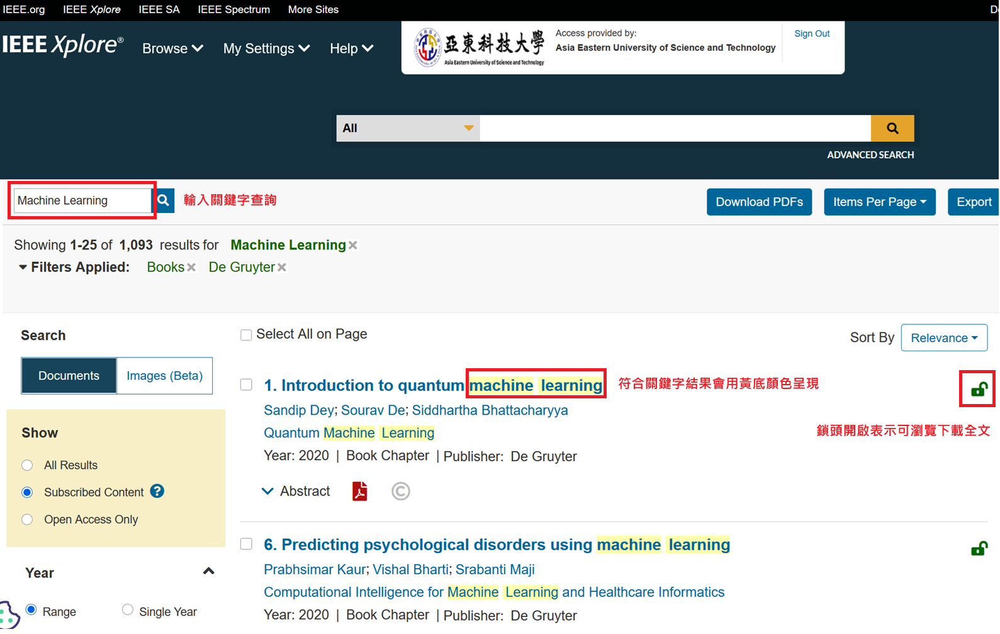 IEEE.org IEEE Xplore IEEE SA IEEE Spectrum More Sites
IEEE Xplore® Browse My Settings Help
亞東科技大學
Asia Eastern University of Science and Technology
Access provided by:
Asia Eastern University of Science and Technology
Sign Out
All
ADVANCED SEARCH
Machine Learning 輸入關鍵字查詢 Download PDFs Items Per Page Export
Showing 1-25 of 1,093 results for Machine Learning
Filters Applied: Books De Gruyter
Search
Documents Images (Beta)
Show
All Results
Subscribed Content ?
Open Access Only
Year
Range Single Year
Select All on Page Sort By Relevance
1. Introduction to quantum machine learning 符合關鍵字結果會用黃底顏色呈現
Sandip Dey; Sourav De; Siddhartha Bhattacharyya
Quantum Machine Learning 鎖頭開啟表示可瀏覽下載全文
Year: 2020 | Book Chapter | Publisher: De Gruyter
Abstract ©
6. Predicting psychological disorders using machine learning
Prabhsimar Kaur; Vishal Bharti; Srabanti Maji
Computational Intelligence for Machine Learning and Healthcare Informatics
Year: 2020 | Book Chapter | Publisher: De Gruyter